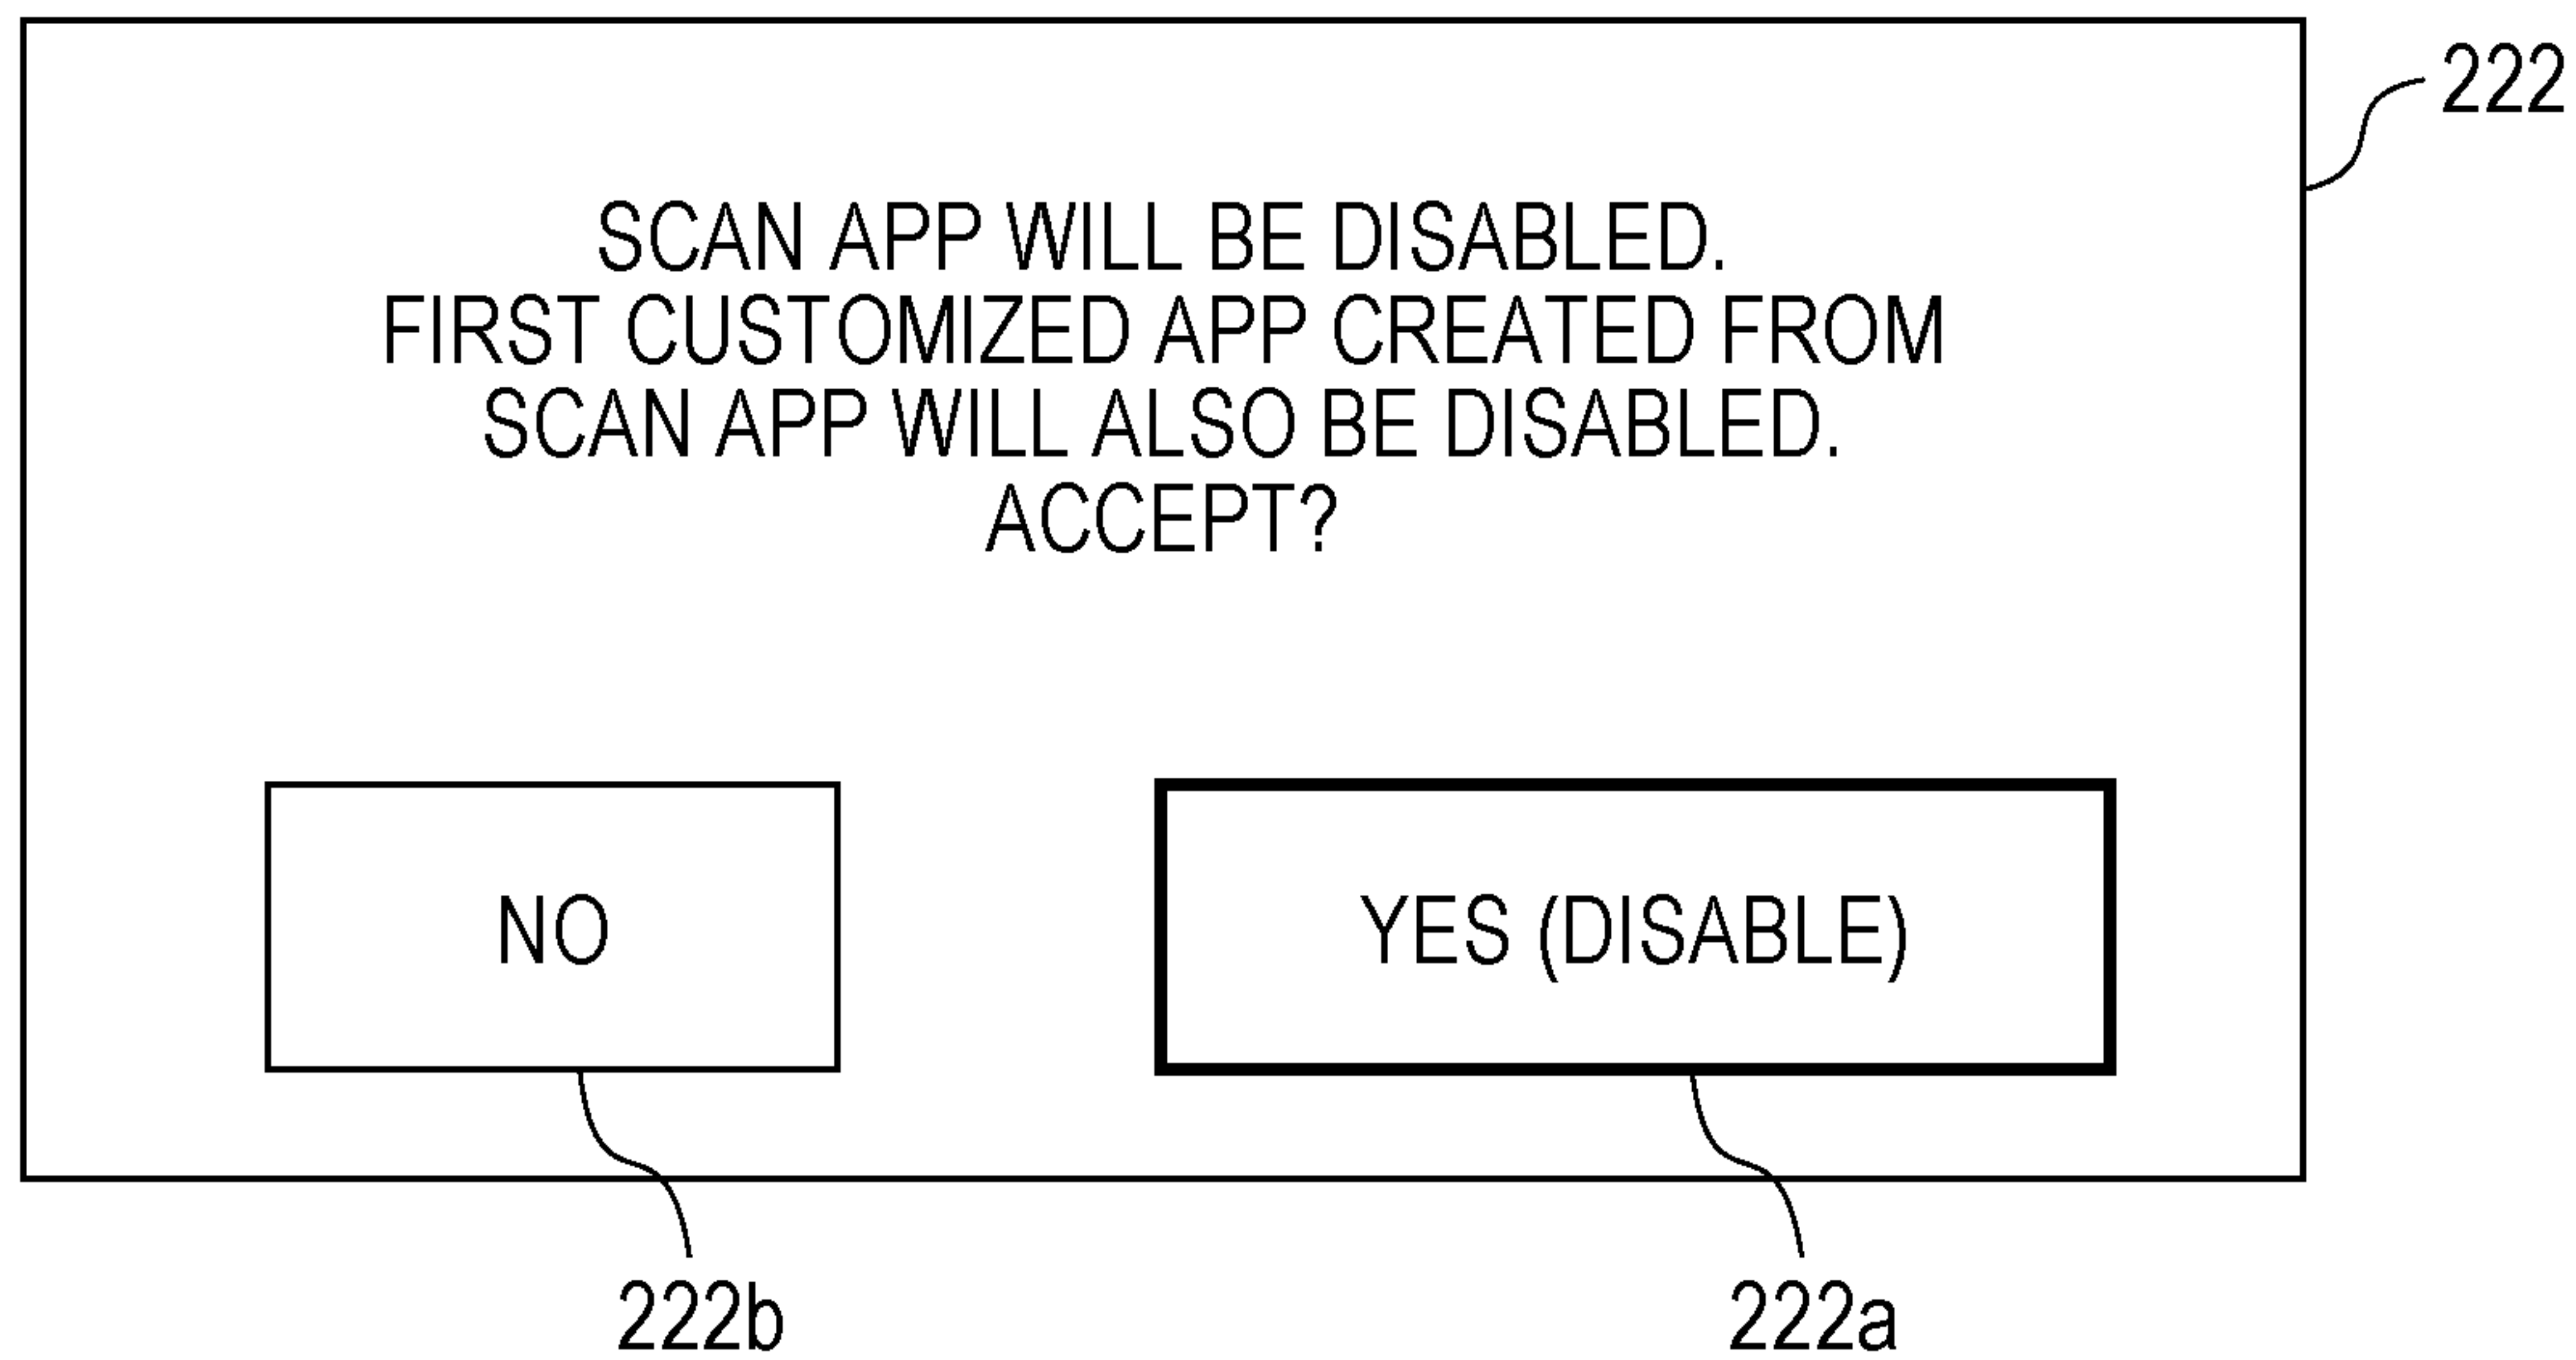 222
SCAN APP WILL BE DISABLED.
FIRST CUSTOMIZED APP CREATED FROM
SCAN APP WILL ALSO BE DISABLED.
ACCEPT?
NO
YES (DISABLE)
222b
222a